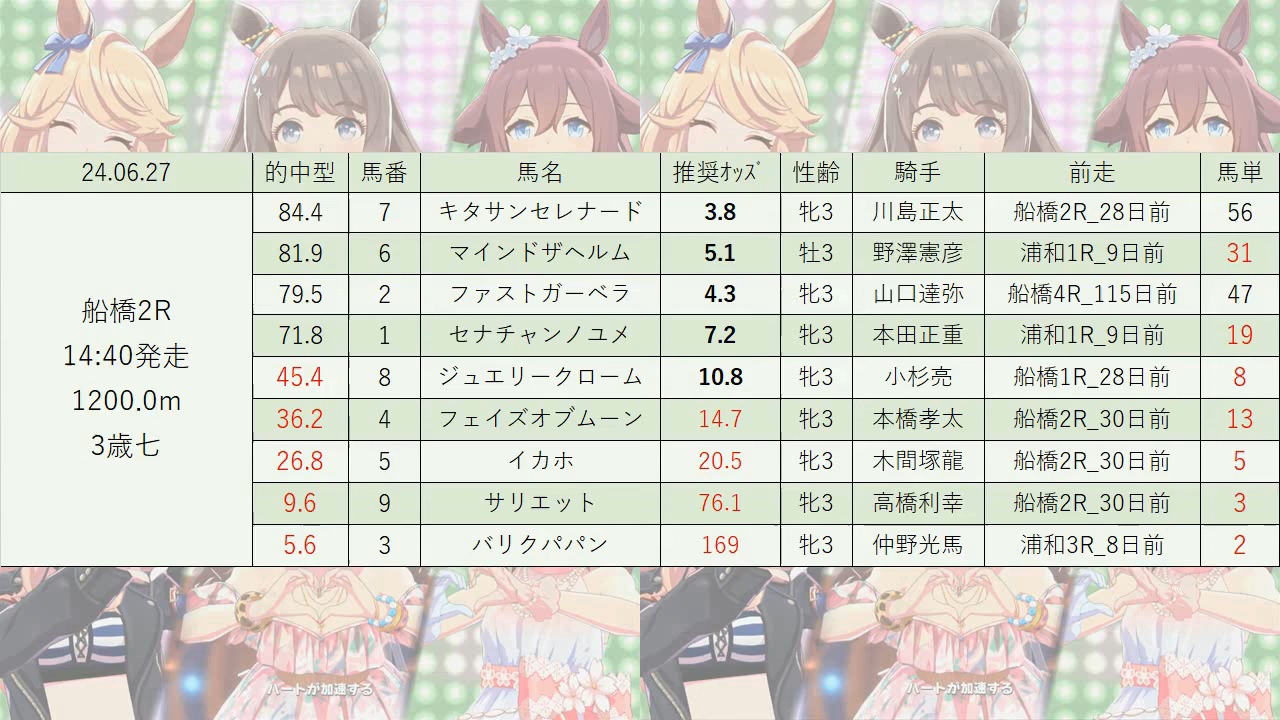 24.06.27 的中型 馬番 馬名 推奨ｵｯｽﾞ 性齢 騎手 前走 馬単
船橋2R
14:40発走
1200.0m
3歳七
84.4 7 キタサンセレナード 3.8 牝3 川島正太 船橋2R_28日前 56
81.9 6 マインドザヘルム 5.1 牡3 野澤憲彦 浦和1R_9日前 31
79.5 2 ファストガーベラ 4.3 牝3 山口達弥 船橋4R_115日前 47
71.8 1 セナチャンノユメ 7.2 牝3 本田正重 浦和1R_9日前 19
45.4 8 ジュエリークローム 10.8 牝3 小杉亮 船橋1R_28日前 8
36.2 4 フェイズオブムーン 14.7 牝3 本橋孝太 船橋2R_30日前 13
26.8 5 イカホ 20.5 牝3 木間塚龍 船橋2R_30日前 5
9.6 9 サリエット 76.1 牝3 高橋利幸 船橋2R_30日前 3
5.6 3 バリクパパン 169 牝3 仲野光馬 浦和3R_8日前 2
ハートが加速する
ハートが加速する